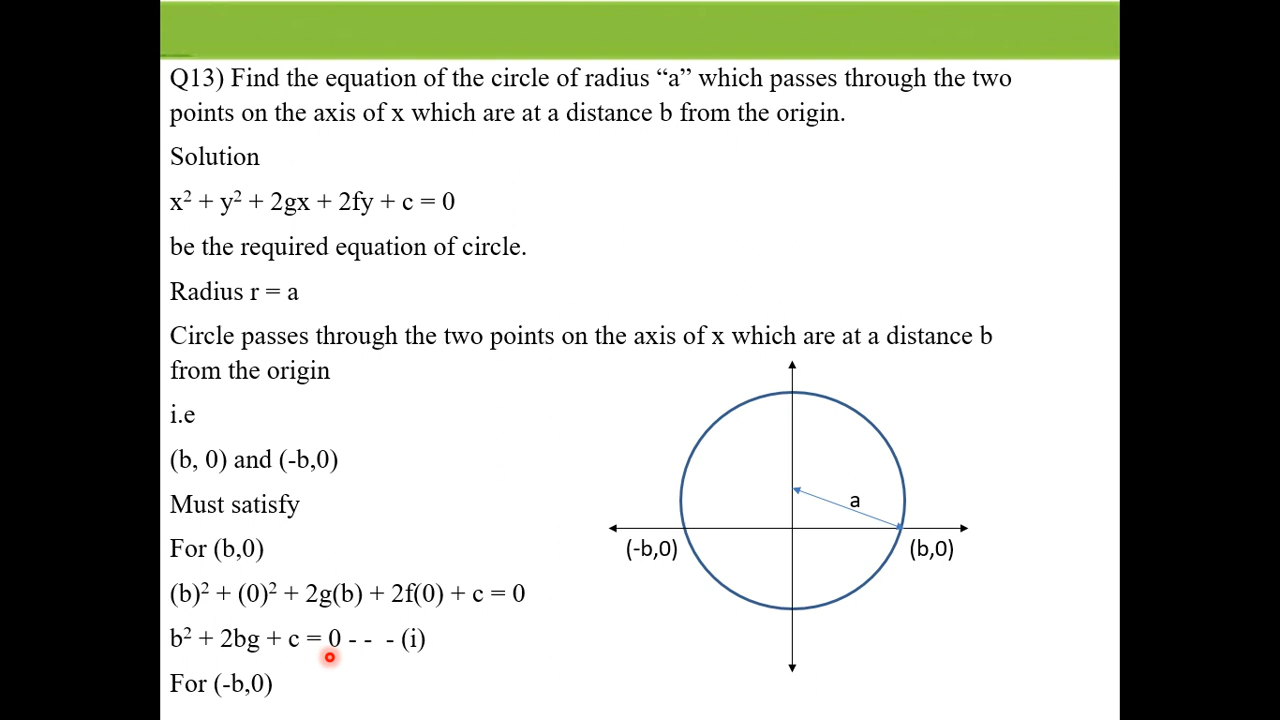 Q13) Find the equation of the circle of radius “a” which passes through the two
points on the axis of x which are at a distance b from the origin.
Solution
x² + y² + 2gx + 2fy + c = 0
be the required equation of circle.
Radius r = a
Circle passes through the two points on the axis of x which are at a distance b
from the origin
i.e
(b, 0) and (-b,0)
Must satisfy
For (b,0)
(b)² + (0)² + 2g(b) + 2f(0) + c = 0
b² + 2bg + c = 0 - -  - (i)
For (-b,0)
a
(-b,0)
(b,0)